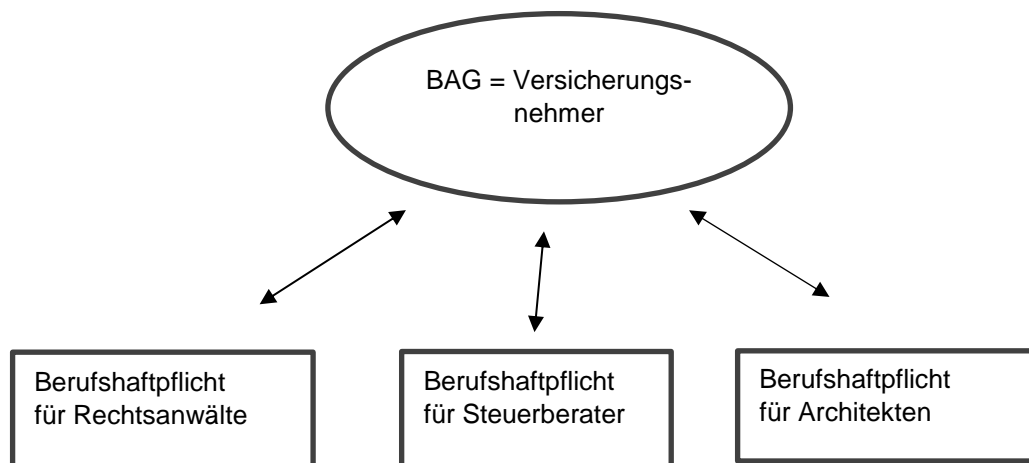 BAG = Versicherungs-
nehmer
Berufshaftpflicht
für Rechtsanwälte
Berufshaftpflicht
für Steuerberater
Berufshaftpflicht
für Architekten